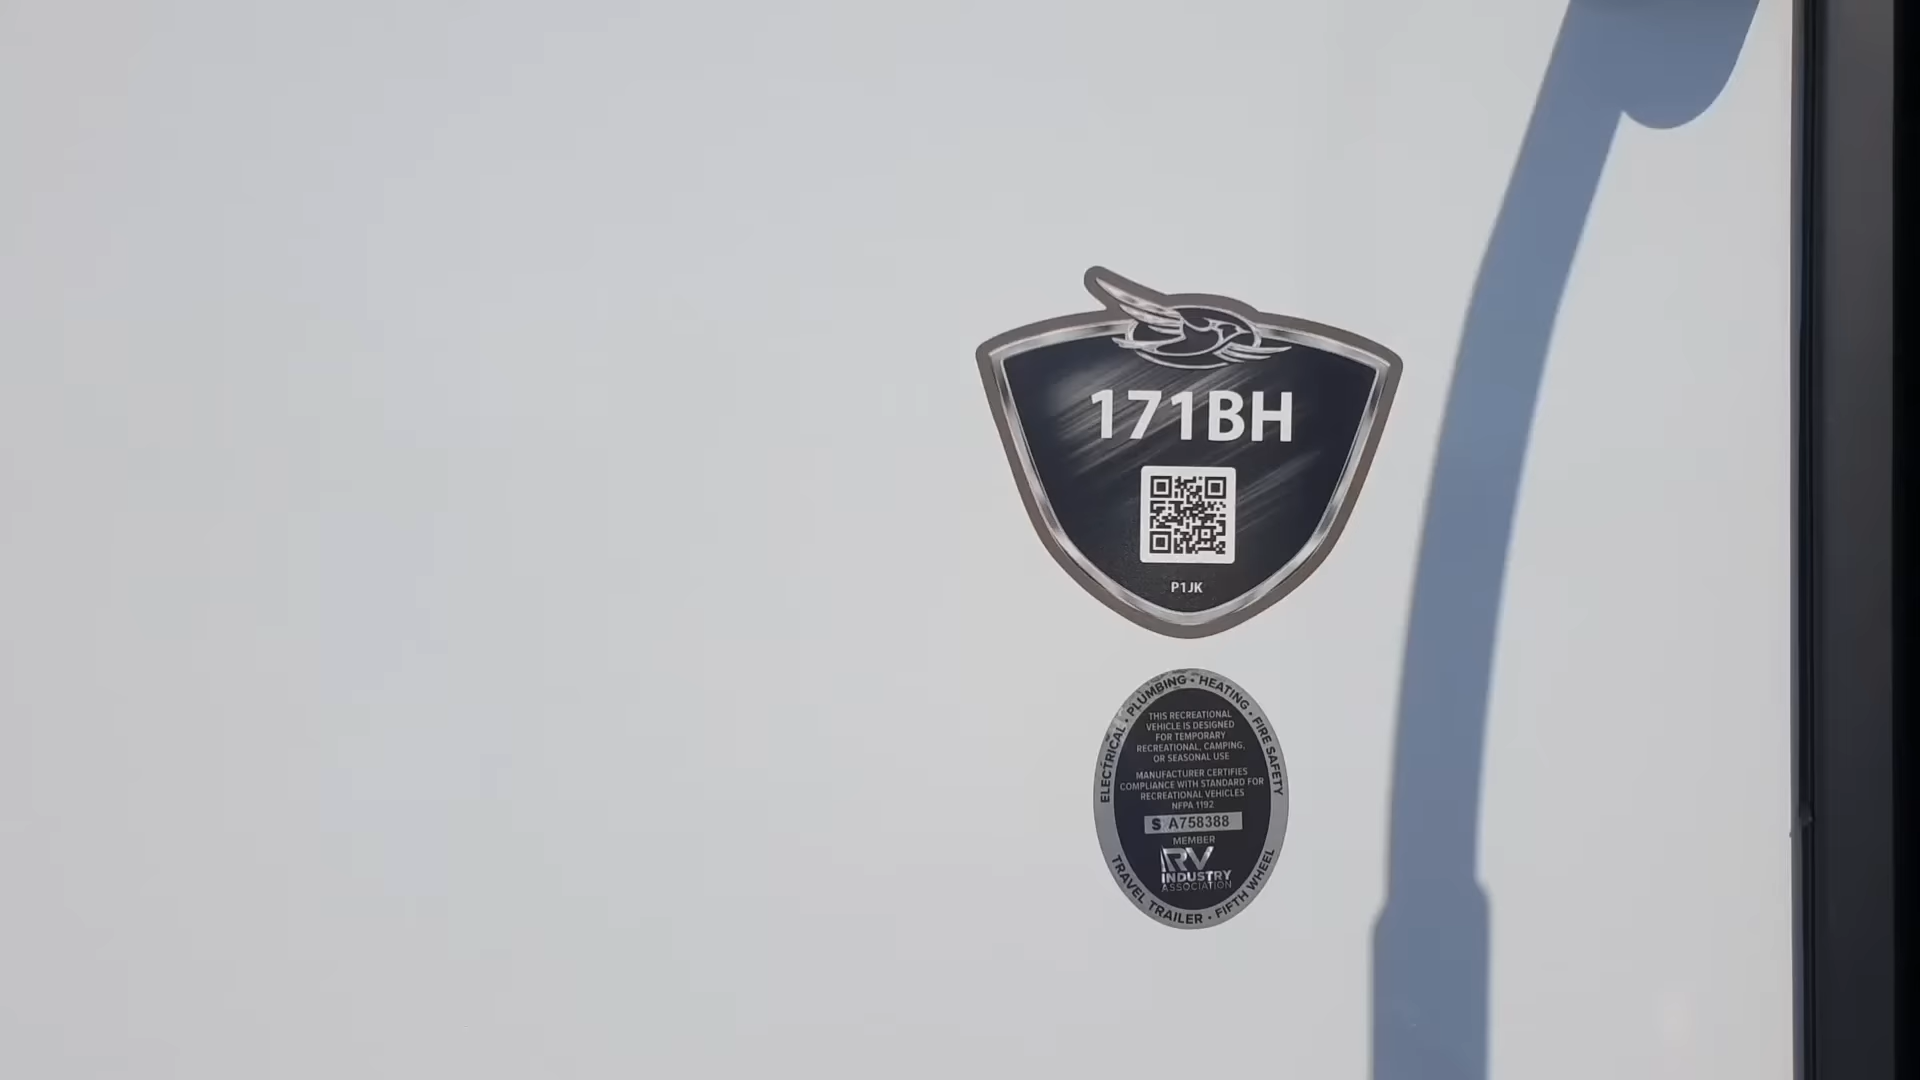 171BH
P1JK
ELECTRICAL • PLUMBING • HEATING • FIRE SAFETY
THIS RECREATIONAL
VEHICLE IS DESIGNED
FOR TEMPORARY
RECREATIONAL, CAMPING,
OR SEASONAL USE
MANUFACTURER CERTIFIES
COMPLIANCE WITH STANDARD FOR
RECREATIONAL VEHICLES
NFPA 1192
S A758388
MEMBER
RV
INDUSTRY
ASSOCIATION
TRAVEL TRAILER • FIFTH WHEEL